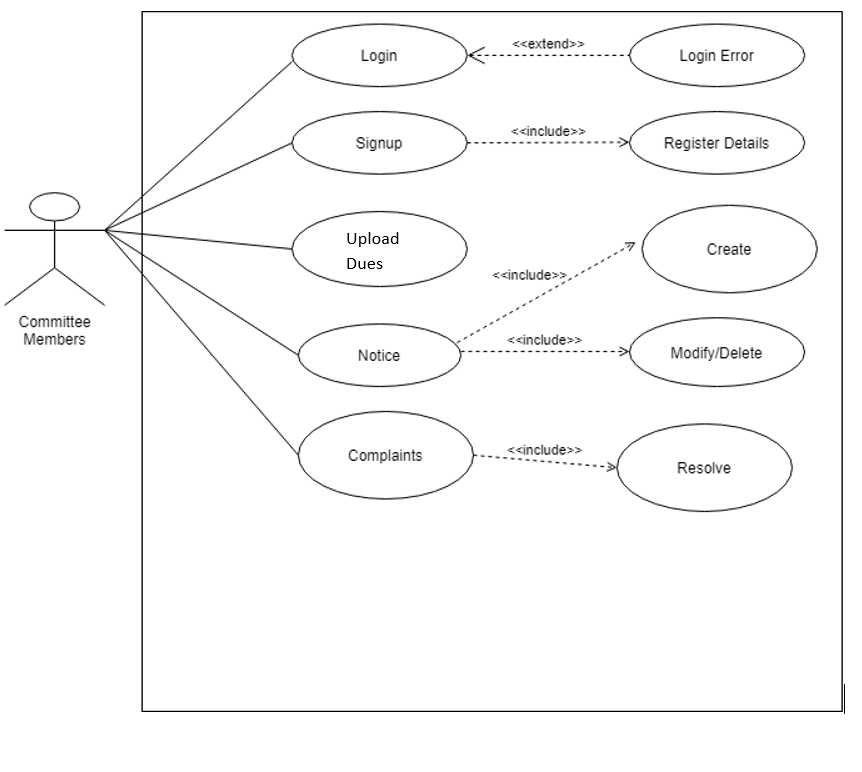 Login
<<extend>>
Login Error
Signup
<<include>>
Register Details
Upload
Dues
<<include>>
Create
Committee
Members
Notice
<<include>>
Modify/Delete
Complaints
<<include>>
Resolve